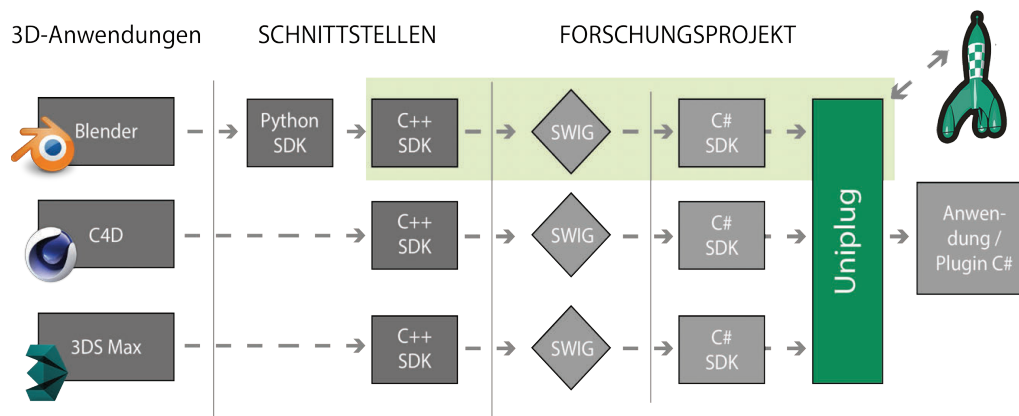 3D-Anwendungen
SCHNITTSTELLEN
FORSCHUNGSPROJEKT
Blender
Python
SDK
C++
SDK
SWIG
C#
SDK
C4D
C++
SDK
SWIG
C#
SDK
3DS Max
C++
SDK
SWIG
C#
SDK
Uniplug
Anwen-
dung /
Plugin C#